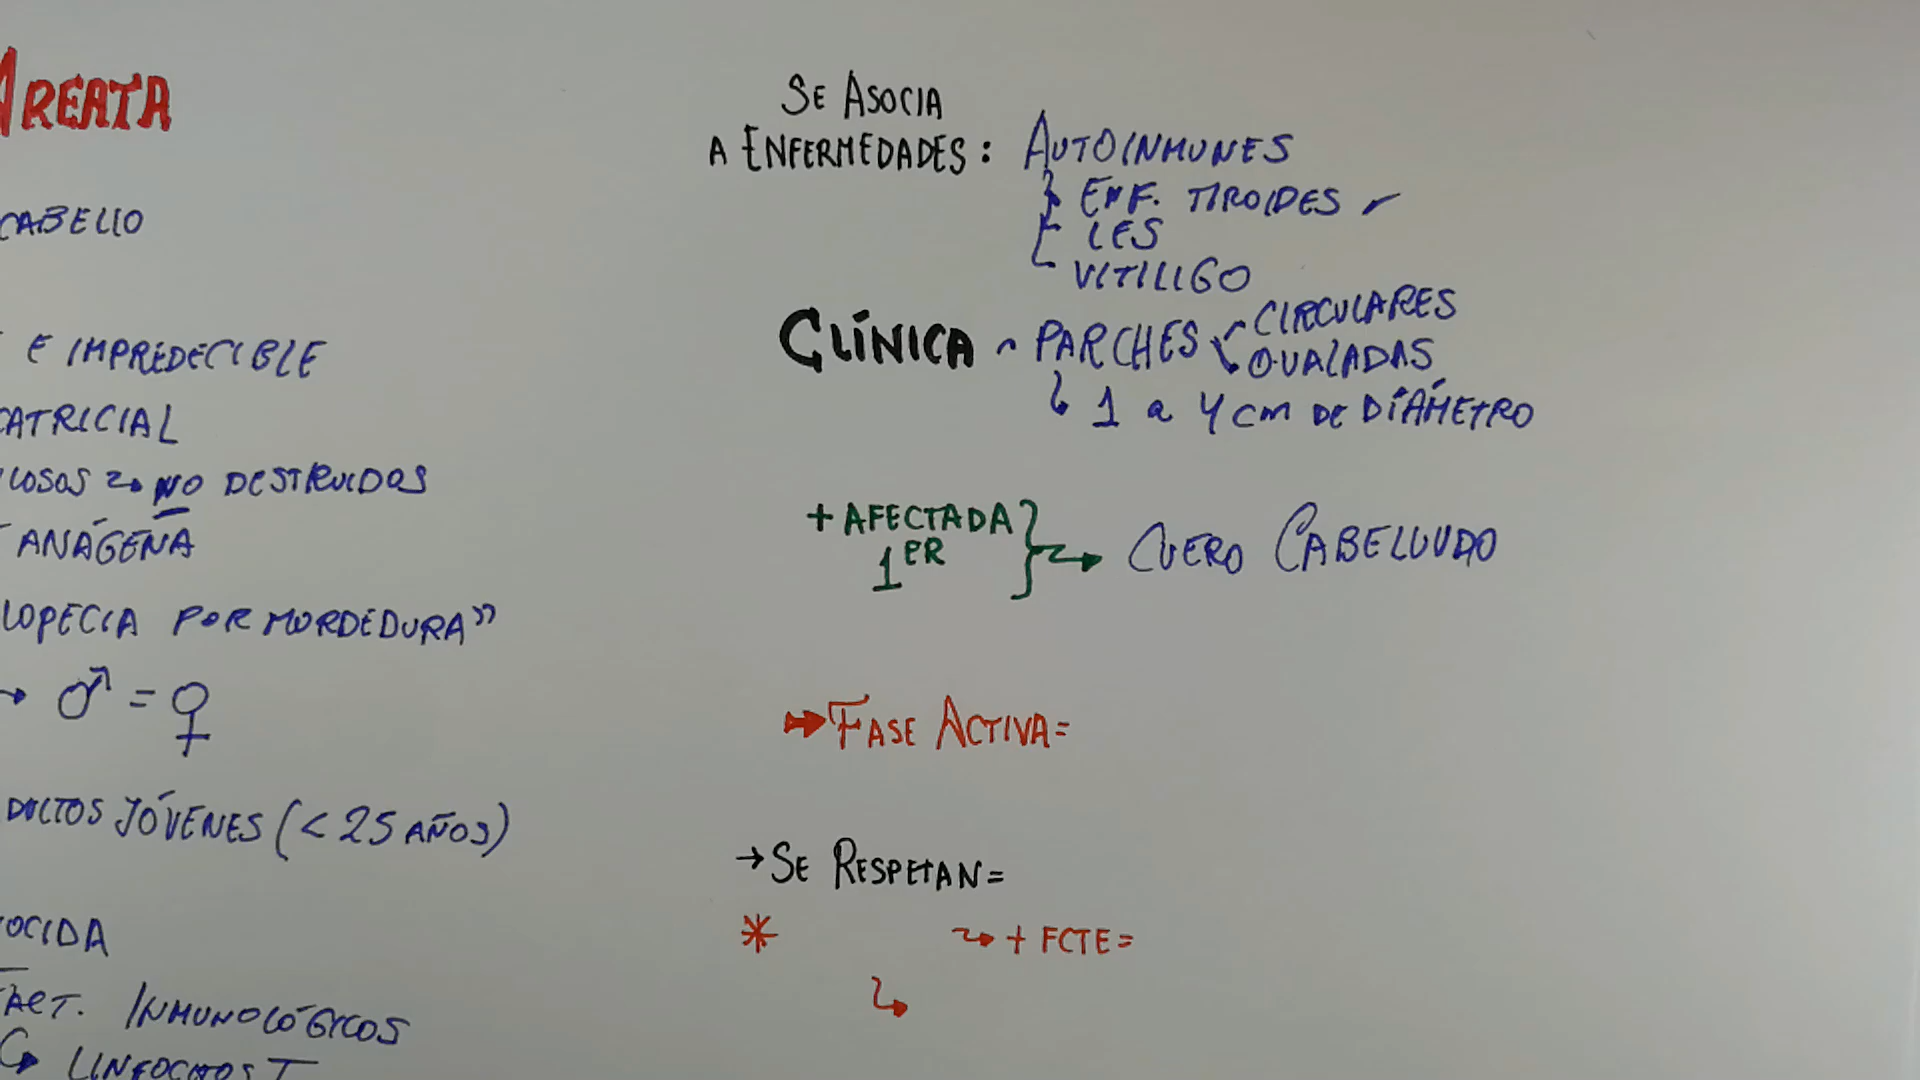 AREATA
CABELLO
E IMPREDECIBLE
CATRICIAL
LOSOS NO DESTRUIDOS
ANÁGENA
LOPECIA POR MORDEDURA”
→ ♂ = ♀
DULTOS JÓVENES (< 25 AÑOS)
OCIDA
FACT. INMUNOLÓGICOS
LINFOCITOS T
SE ASOCIA
A ENFERMEDADES: AUTOINMUNES
ENF. TIROIDES
LES
VITILIGO
CLÍNICA PARCHES CIRCULARES
OVALADAS
1 a 4 cm DE DIÁMETRO
+ AFECTADA
1ER → CUERO CABELLUDO
➡ FASE ACTIVA=
→ SE RESPETAN=
* → + FCTE=